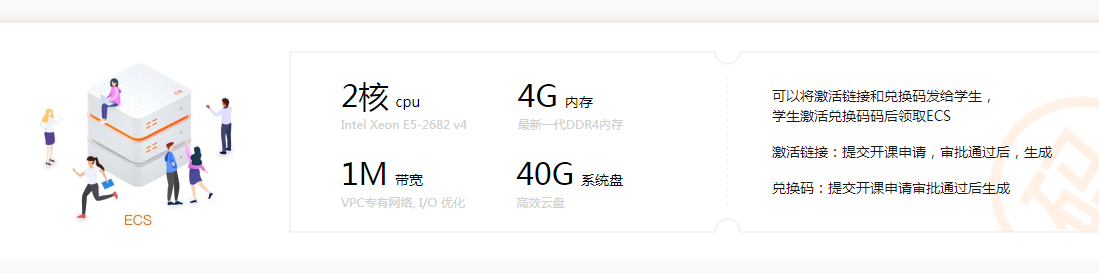 2核 cpu
Intel Xeon E5-2682 v4
4G 内存
最新一代DDR4内存
1M 带宽
VPC专有网络, I/O 优化
40G 系统盘
高效云盘
ECS
可以将激活链接和兑换码发给学生，
学生激活兑换码码后领取ECS
激活链接：提交开课申请，审批通过后，生成
兑换码：提交开课申请审批通过后生成
码